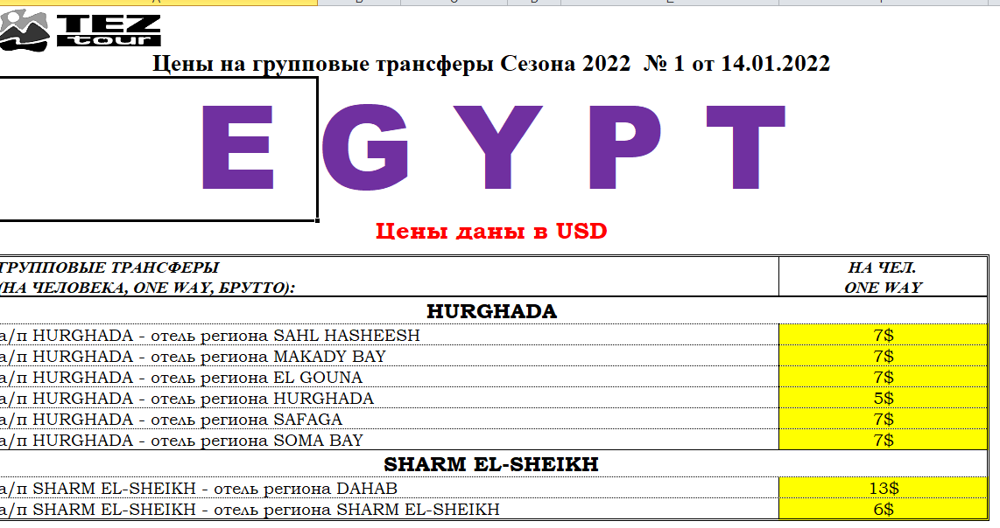 TEZ
tour
Цены на групповые трансферы Сезона 2022 № 1 от 14.01.2022
E G Y P T
Цены даны в USD
ГРУППОВЫЕ ТРАНСФЕРЫ
(НА ЧЕЛОВЕКА, ONE WAY, БРУТТО):
НА ЧЕЛ.
ONE WAY
HURGHADA
а/п HURGHADA - отель региона SAHL HASHEESH 7$
а/п HURGHADA - отель региона MAKADY BAY 7$
а/п HURGHADA - отель региона EL GOUNA 7$
а/п HURGHADA - отель региона HURGHADA 5$
а/п HURGHADA - отель региона SAFAGA 7$
а/п HURGHADA - отель региона SOMA BAY 7$
SHARM EL-SHEIKH
а/п SHARM EL-SHEIKH - отель региона DAHAB 13$
а/п SHARM EL-SHEIKH - отель региона SHARM EL-SHEIKH 6$